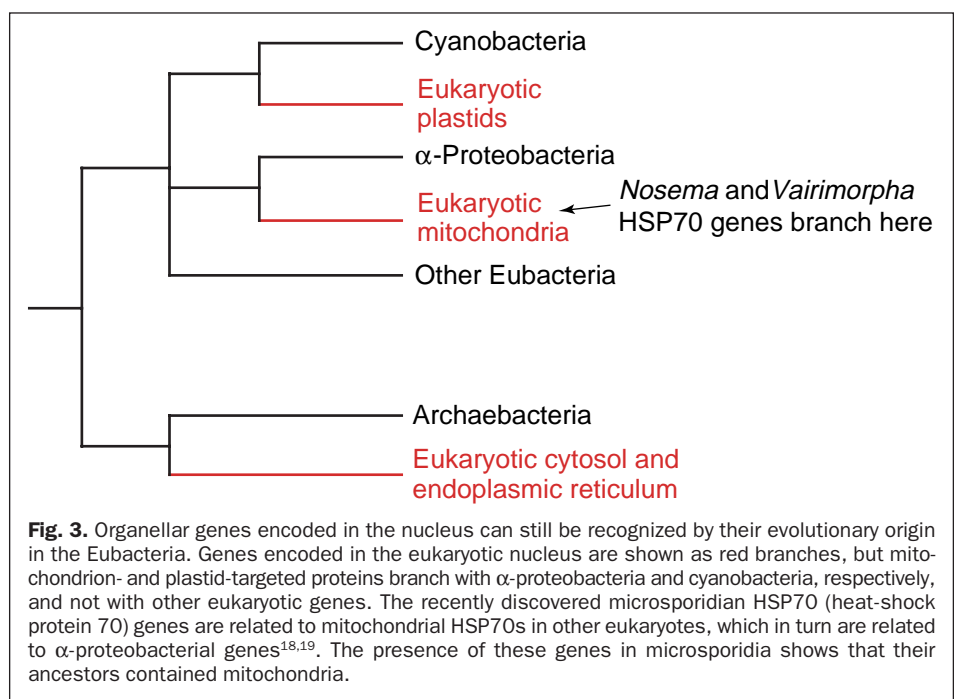 Cyanobacteria
Eukaryotic
plastids
α-Proteobacteria
Eukaryotic
mitochondria
Nosema and Vairimorpha
HSP70 genes branch here
Other Eubacteria
Archaebacteria
Eukaryotic cytosol and
endoplasmic reticulum
Fig. 3. Organellar genes encoded in the nucleus can still be recognized by their evolutionary origin
in the Eubacteria. Genes encoded in the eukaryotic nucleus are shown as red branches, but mito-
chondrion- and plastid-targeted proteins branch with α-proteobacteria and cyanobacteria, respectively,
and not with other eukaryotic genes. The recently discovered microsporidian HSP70 (heat-shock
protein 70) genes are related to mitochondrial HSP70s in other eukaryotes, which in turn are related
to α-proteobacterial genes18,19. The presence of these genes in microsporidia shows that their
ancestors contained mitochondria.